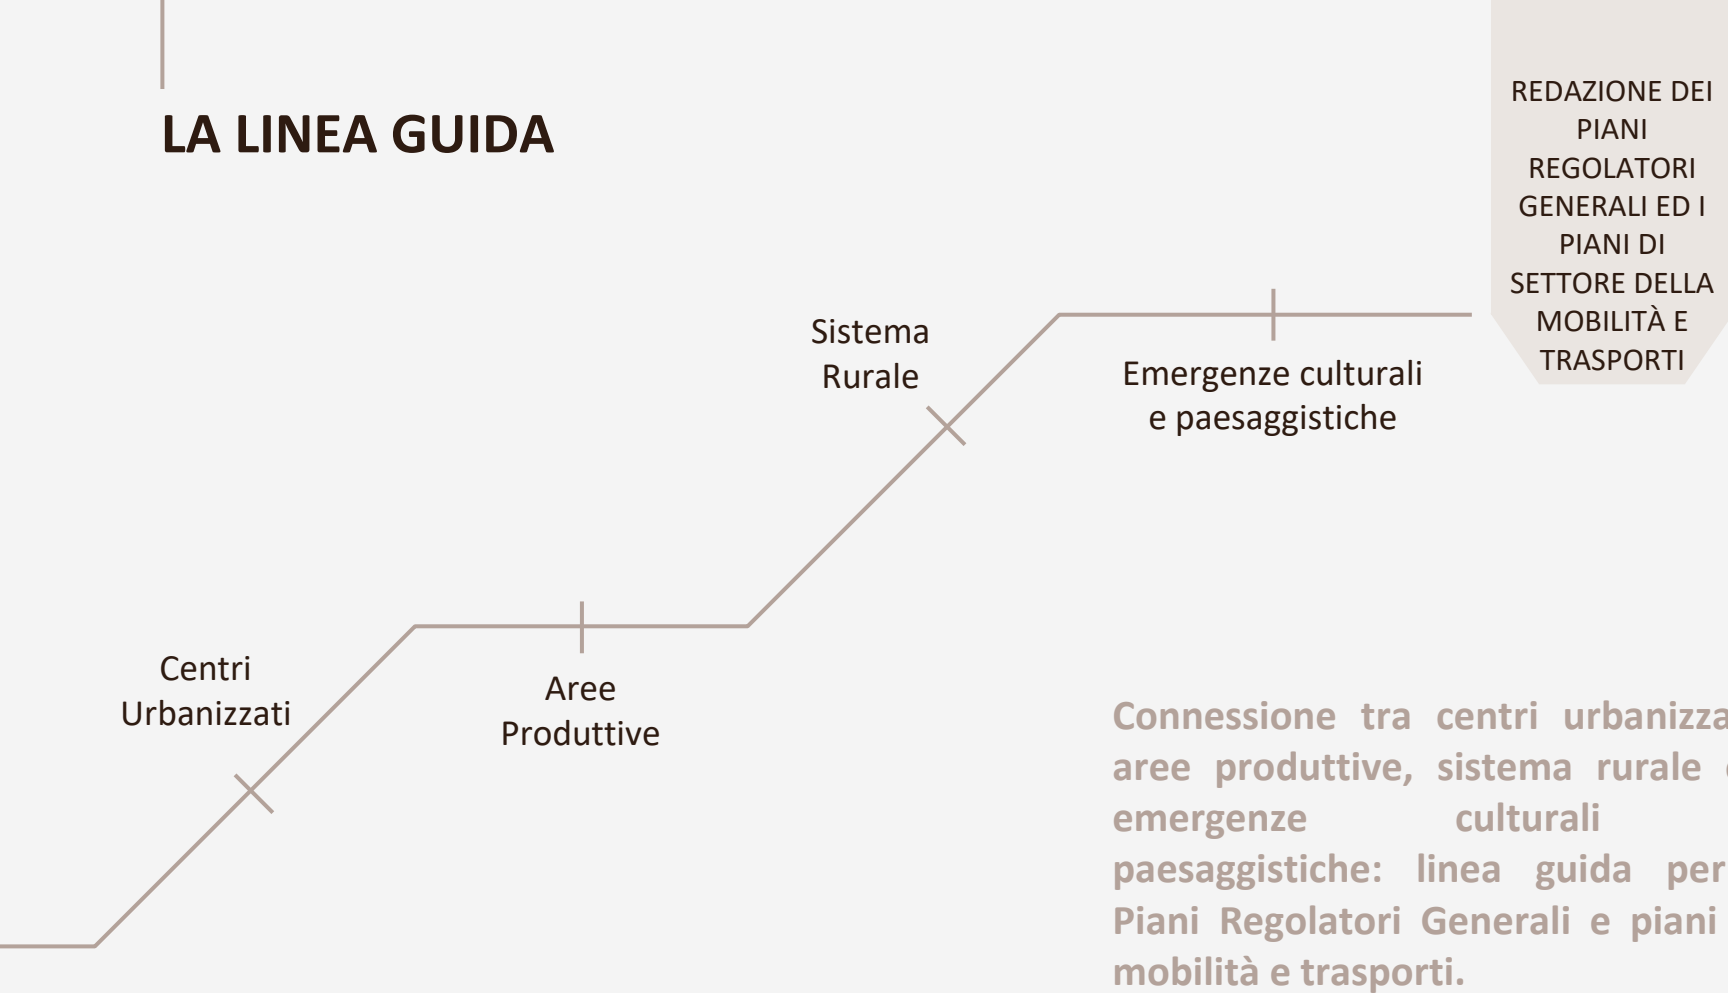 LA LINEA GUIDA
REDAZIONE DEI
PIANI
REGOLATORI
GENERALI ED I
PIANI DI
SETTORE DELLA
MOBILITÀ E
TRASPORTI
Sistema
Rurale
Emergenze culturali
e paesaggistiche
Centri
Urbanizzati
Aree
Produttive
Connessione tra centri
aree produttive, sistema rurale
emergenze culturali
paesaggistiche: linea guida per
Piani Regolatori Generali e piani
mobilità e trasporti.